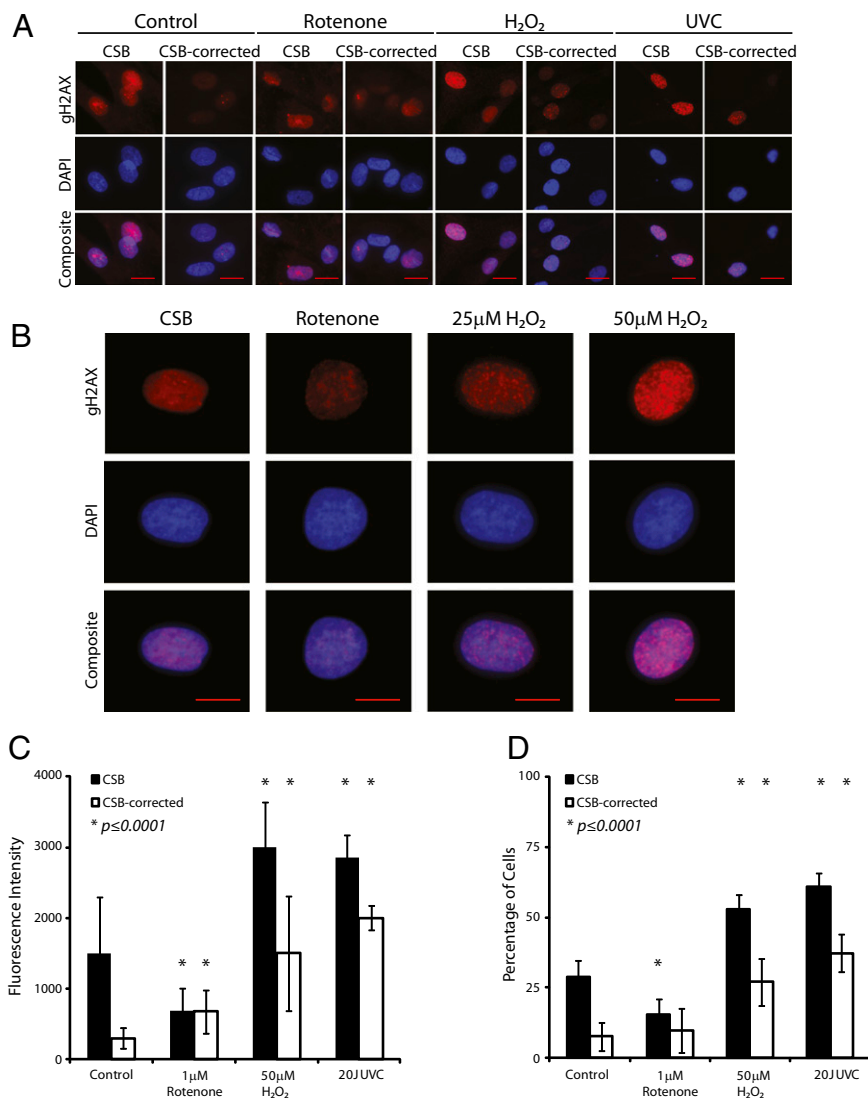 A
Control Rotenone H₂O₂ UVC
CSB CSB-corrected CSB CSB-corrected CSB CSB-corrected CSB CSB-corrected
gH2AX
DAPI
Composite
B
CSB Rotenone 25µM H₂O₂ 50µM H₂O₂
gH2AX
DAPI
Composite
C
Fluorescence Intensity
4000
3000
2000
1000
0
CSB
CSB-corrected
* p≤0.0001
* * * * * *
Control 1µM Rotenone 50µM H₂O₂ 20J UVC
D
Percentage of Cells
100
75
50
25
0
CSB
CSB-corrected
* p≤0.0001
* * * * *
Control 1µM Rotenone 50µM H₂O₂ 20J UVC